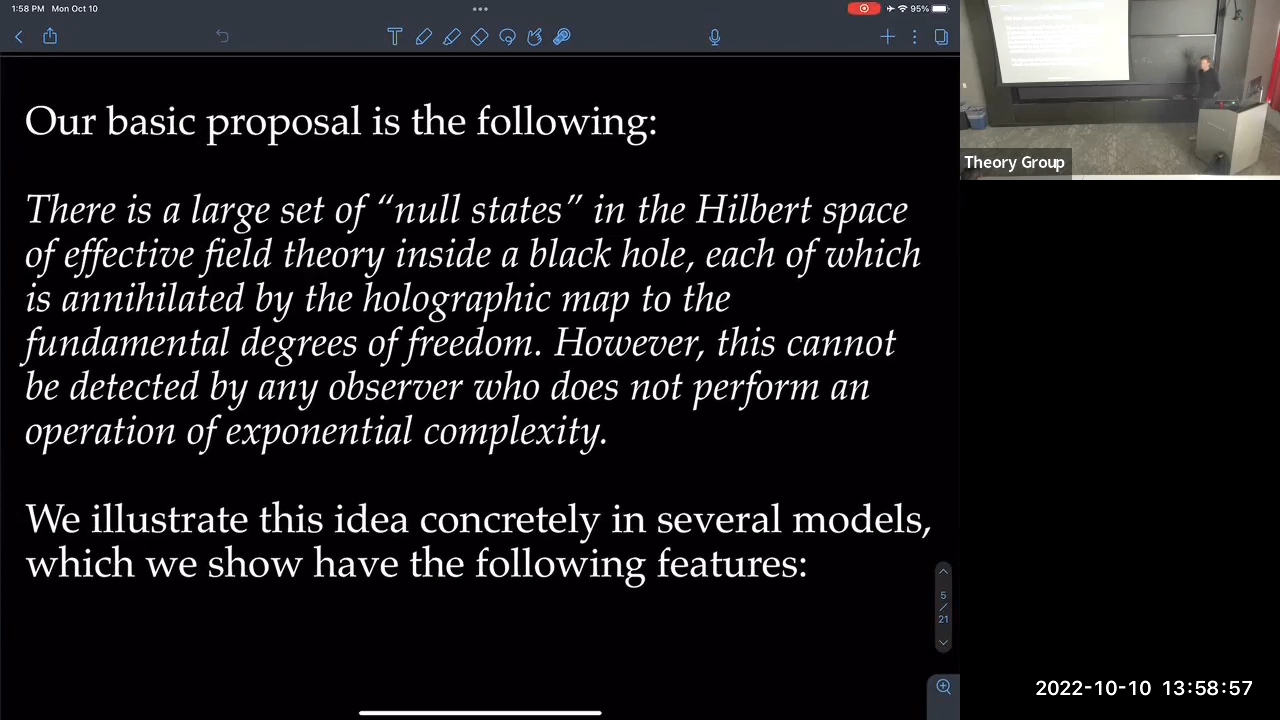 1:58 PM Mon Oct 10
95%
Our basic proposal is the following:
There is a large set of “null states” in the Hilbert space
of effective field theory inside a black hole, each of which
is annihilated by the holographic map to the
fundamental degrees of freedom. However, this cannot
be detected by any observer who does not perform an
operation of exponential complexity.
We illustrate this idea concretely in several models,
which we show have the following features:
5
/
21
Theory Group
2022-10-10 13:58:57